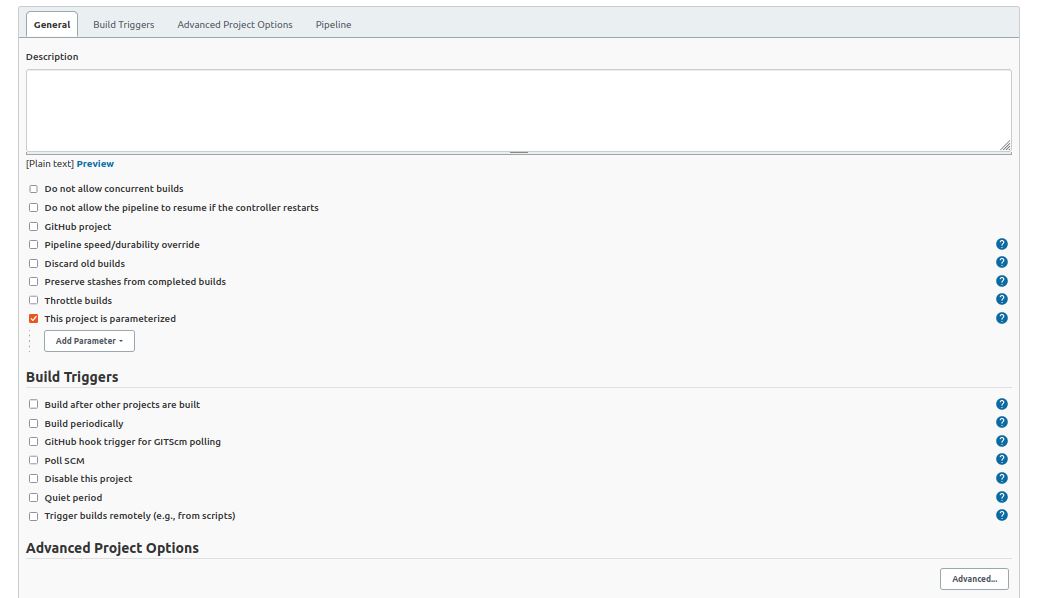 General Build Triggers Advanced Project Options Pipeline
Description
[Plain text] Preview
Do not allow concurrent builds
Do not allow the pipeline to resume if the controller restarts
GitHub project
Pipeline speed/durability override ?
Discard old builds ?
Preserve stashes from completed builds ?
Throttle builds ?
This project is parameterized ?
Add Parameter
Build Triggers
Build after other projects are built ?
Build periodically ?
GitHub hook trigger for GITScm polling ?
Poll SCM ?
Disable this project ?
Quiet period ?
Trigger builds remotely (e.g., from scripts) ?
Advanced Project Options
Advanced...